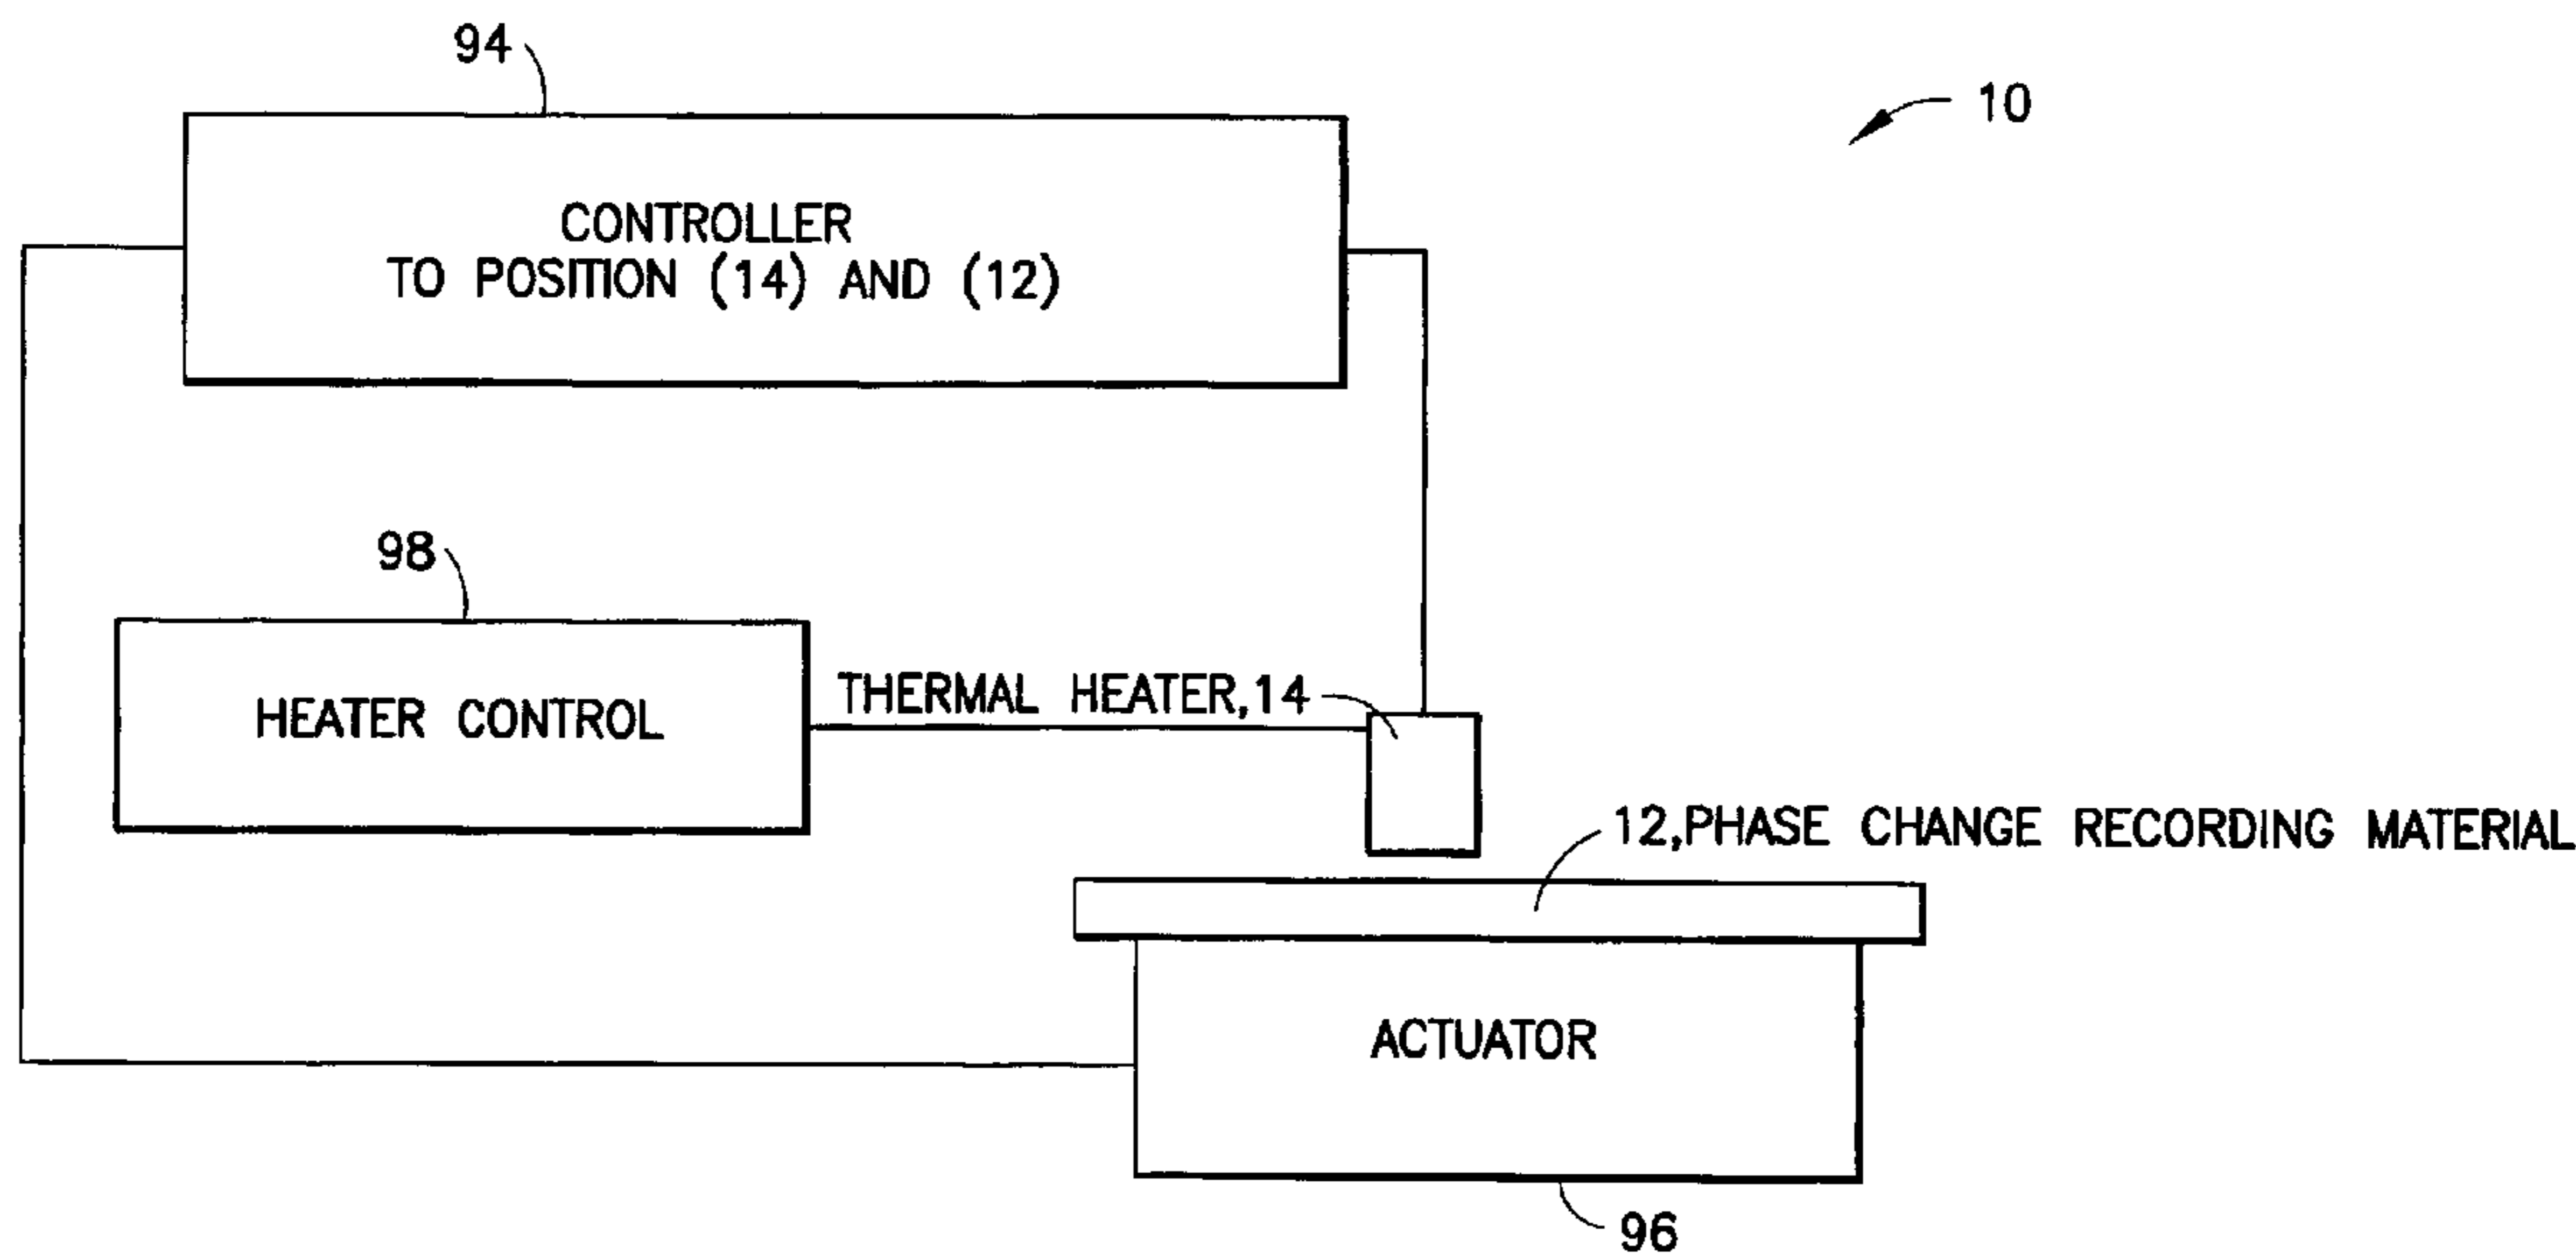 94
10
CONTROLLER
TO POSITION (14) AND (12)
98
HEATER CONTROL
THERMAL HEATER,14
12,PHASE CHANGE RECORDING MATERIAL
ACTUATOR
96